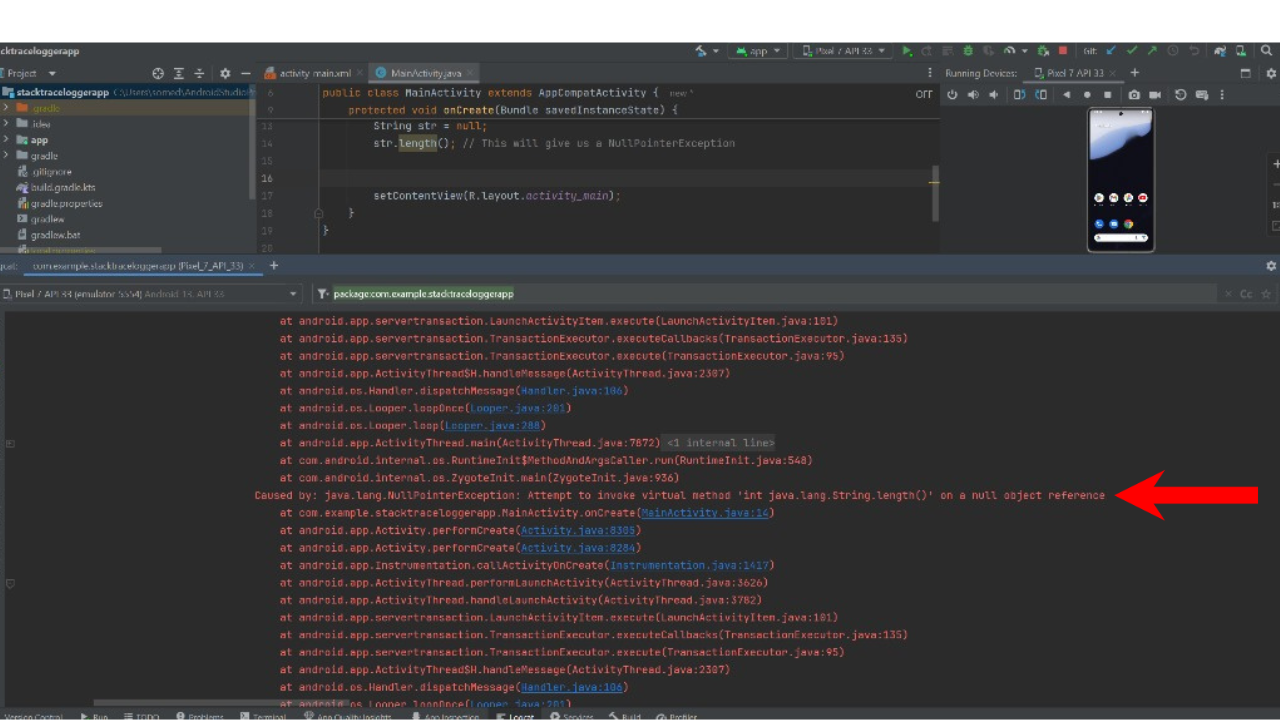 cktraceloggerapp
app
Pixel 7 API 33
Git:
Project
activity main.xml
MainActivity.java
Running Devices:
Pixel 7 API 33
stacktraceloggerapp C:\Users\somed\AndroidStudio
6 public class MainActivity extends AppCompatActivity { new *
.gradle
9 protected void onCreate(Bundle savedInstanceState) {
.idea
13 String str = null;
app
14 str.length(); // This will give us a NullPointerException
gradle
15
.gitignore
16
build.gradle.kts
17 setContentView(R.layout.activity_main);
gradle.properties
18 }
gradlew
19 }
gradlew.bat
20
local.properties
com.example.stacktraceloggerapp (Pixel_7_API_33)
Pixel 7 API 33 (emulator-5554) Android 13, API 33
package:com.example.stacktraceloggerapp
Cc
at android.app.servertransaction.LaunchActivityItem.execute(LaunchActivityItem.java:101)
at android.app.servertransaction.TransactionExecutor.executeCallbacks(TransactionExecutor.java:135)
at android.app.servertransaction.TransactionExecutor.execute(TransactionExecutor.java:95)
at android.app.ActivityThread$H.handleMessage(ActivityThread.java:2307)
at android.os.Handler.dispatchMessage(Handler.java:106)
at android.os.Looper.loopOnce(Looper.java:201)
at android.os.Looper.loop(Looper.java:288)
at android.app.ActivityThread.main(ActivityThread.java:7872) <1 internal line>
at com.android.internal.os.RuntimeInit$MethodAndArgsCaller.run(RuntimeInit.java:548)
at com.android.internal.os.ZygoteInit.main(ZygoteInit.java:936)
Caused by: java.lang.NullPointerException: Attempt to invoke virtual method 'int java.lang.String.length()' on a null object reference
at com.example.stacktraceloggerapp.MainActivity.onCreate(MainActivity.java:14)
at android.app.Activity.performCreate(Activity.java:8305)
at android.app.Activity.performCreate(Activity.java:8284)
at android.app.Instrumentation.callActivityOnCreate(Instrumentation.java:1417)
at android.app.ActivityThread.performLaunchActivity(ActivityThread.java:3626)
at android.app.ActivityThread.handleLaunchActivity(ActivityThread.java:3782)
at android.app.servertransaction.LaunchActivityItem.execute(LaunchActivityItem.java:101)
at android.app.servertransaction.TransactionExecutor.executeCallbacks(TransactionExecutor.java:135)
at android.app.servertransaction.TransactionExecutor.execute(TransactionExecutor.java:95)
at android.app.ActivityThread$H.handleMessage(ActivityThread.java:2307)
at android.os.Handler.dispatchMessage(Handler.java:106)
at android.os.Looper.loopOnce(Looper.java:201)
Version Control Run TODO Problems Terminal App Quality Insights App Inspection Logcat Services Build Profiler